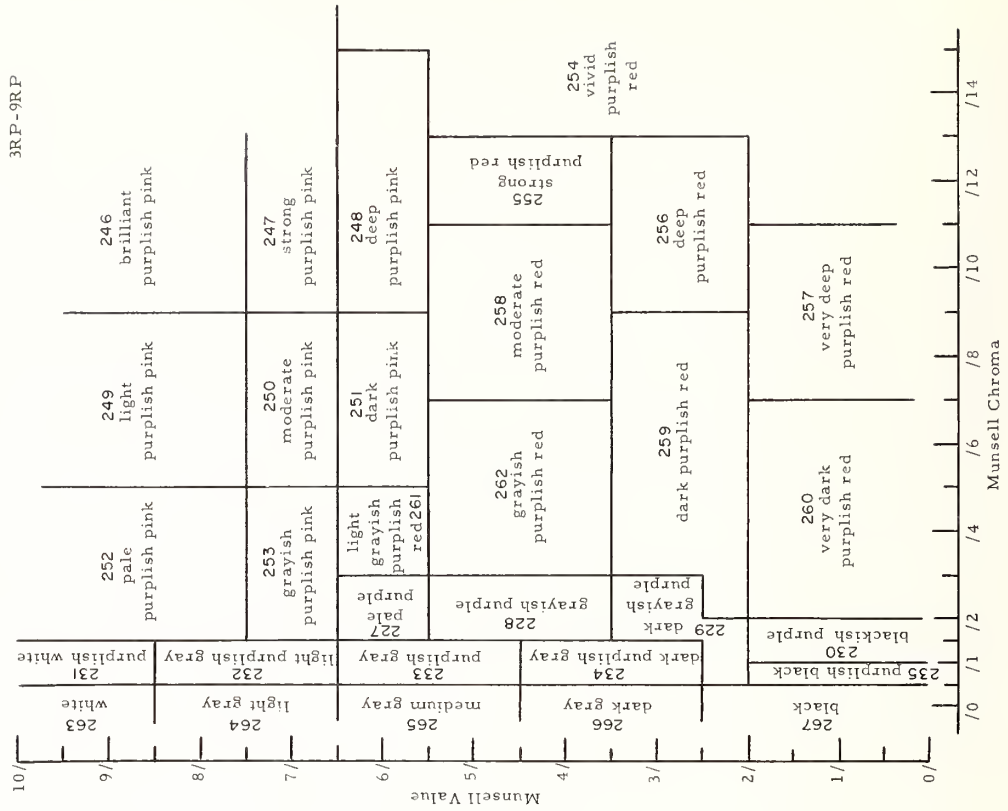 3RP-9RP
10/
9/
8/
7/
6/
5/
4/
3/
2/
1/
0/
Munsell Value
263
white
264
light gray
265
medium gray
266
dark gray
267
black
231
purplish white
232
light purplish gray
233
purplish gray
234
dark purplish gray
235 purplish black
252
pale
purplish pink
249
light
purplish pink
246
brilliant
purplish pink
253
grayish
purplish pink
250
moderate
purplish pink
247
strong
purplish pink
227
pale
purple
light
grayish
purplish
red 261
251
dark
purplish pink
248
deep
purplish pink
228
grayish purple
262
grayish
purplish red
258
moderate
purplish red
255
strong
purplish red
254
vivid
purplish
red
229
dark
grayish
purple
259
dark purplish red
256
deep
purplish red
230
blackish purple
260
very dark
purplish red
257
very deep
purplish red
/0
/1
/2
/4
/6
/8
/10
/12
/14
Munsell Chroma